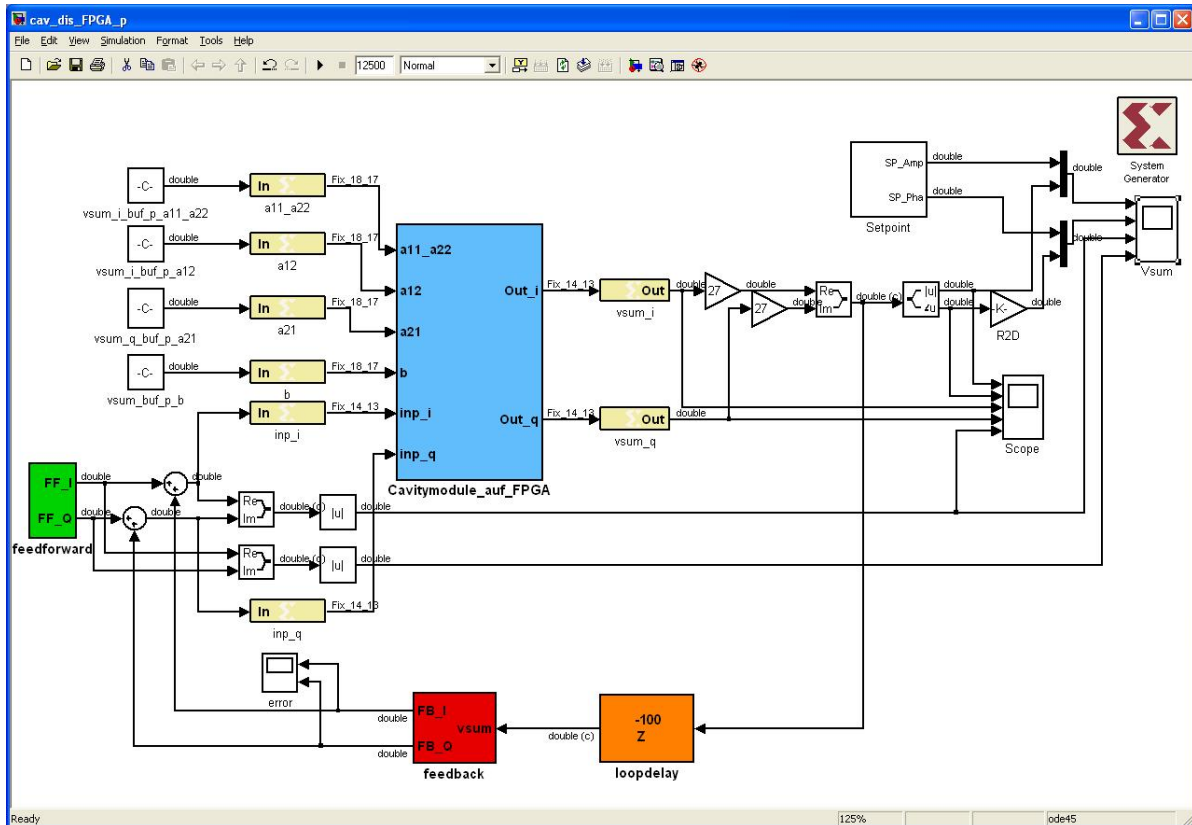 cav_dis_FPGA_p
File Edit View Simulation Format Tools Help
12500 Normal
System
Generator
SP_Amp double
SP_Pha double
Setpoint
double
double
Vsum
-C- double In Fix_18_17
vsum_i_buf_p_a11_a22 a11_a22
-C- double In Fix_18_17
vsum_i_buf_p_a12 a12
-C- double In Fix_18_17
vsum_q_buf_p_a21 a21
-C- double In Fix_18_17
vsum_buf_p_b b
In Fix_14_13
inp_i
a11_a22
a12
a21
b
inp_i
inp_q
Out_i
Out_q
Cavitymodule_auf_FPGA
Fix_14_13 Out double
vsum_i
27 double
27 double
Re
Im
double (c)
|u| double
∠u double
-K- double
R2D
Fix_14_13 Out double
vsum_q
Scope
FF_I double
FF_Q double
feedforward
double
double
Re
Im
double (c) |u| double
Re
Im
double (c) |u| double
In Fix_14_13
inp_q
error
FB_I
double
FB_Q
double
vsum
feedback
double (c)
-100
Z
loopdelay
Ready 125% ode45